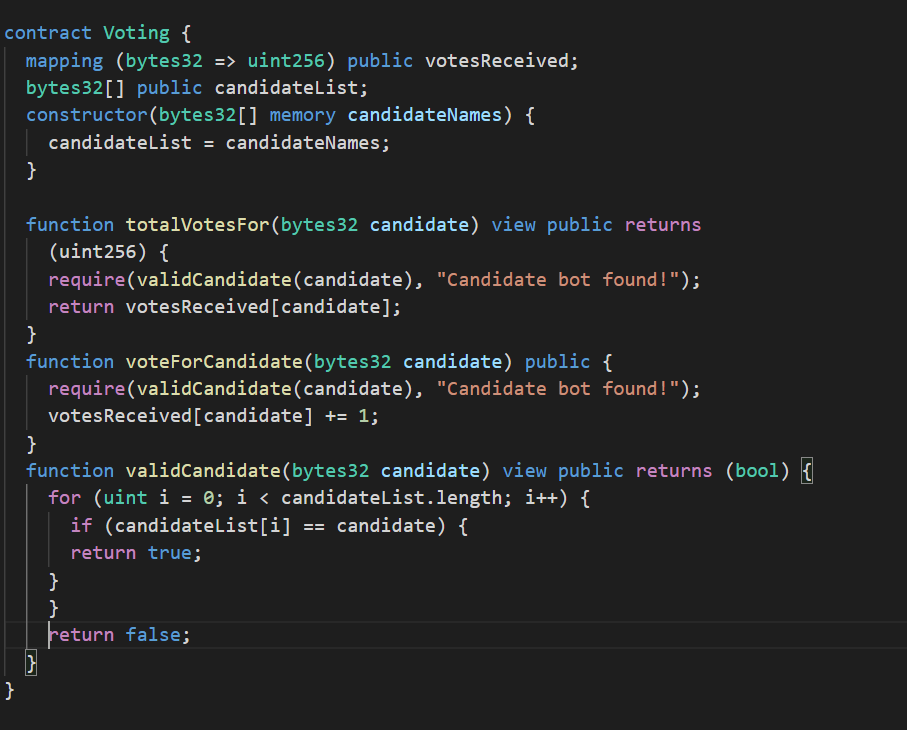 contract Voting {
mapping (bytes32 => uint256) public votesReceived;
bytes32[] public candidateList;
constructor(bytes32[] memory candidateNames) {
candidateList = candidateNames;
}
function totalVotesFor(bytes32 candidate) view public returns
(uint256) {
require(validCandidate(candidate), "Candidate bot found!");
return votesReceived[candidate];
}
function voteForCandidate(bytes32 candidate) public {
require(validCandidate(candidate), "Candidate bot found!");
votesReceived[candidate] += 1;
}
function validCandidate(bytes32 candidate) view public returns (bool) {
for (uint i = 0; i < candidateList.length; i++) {
if (candidateList[i] == candidate) {
return true;
}
}
return false;
}
}